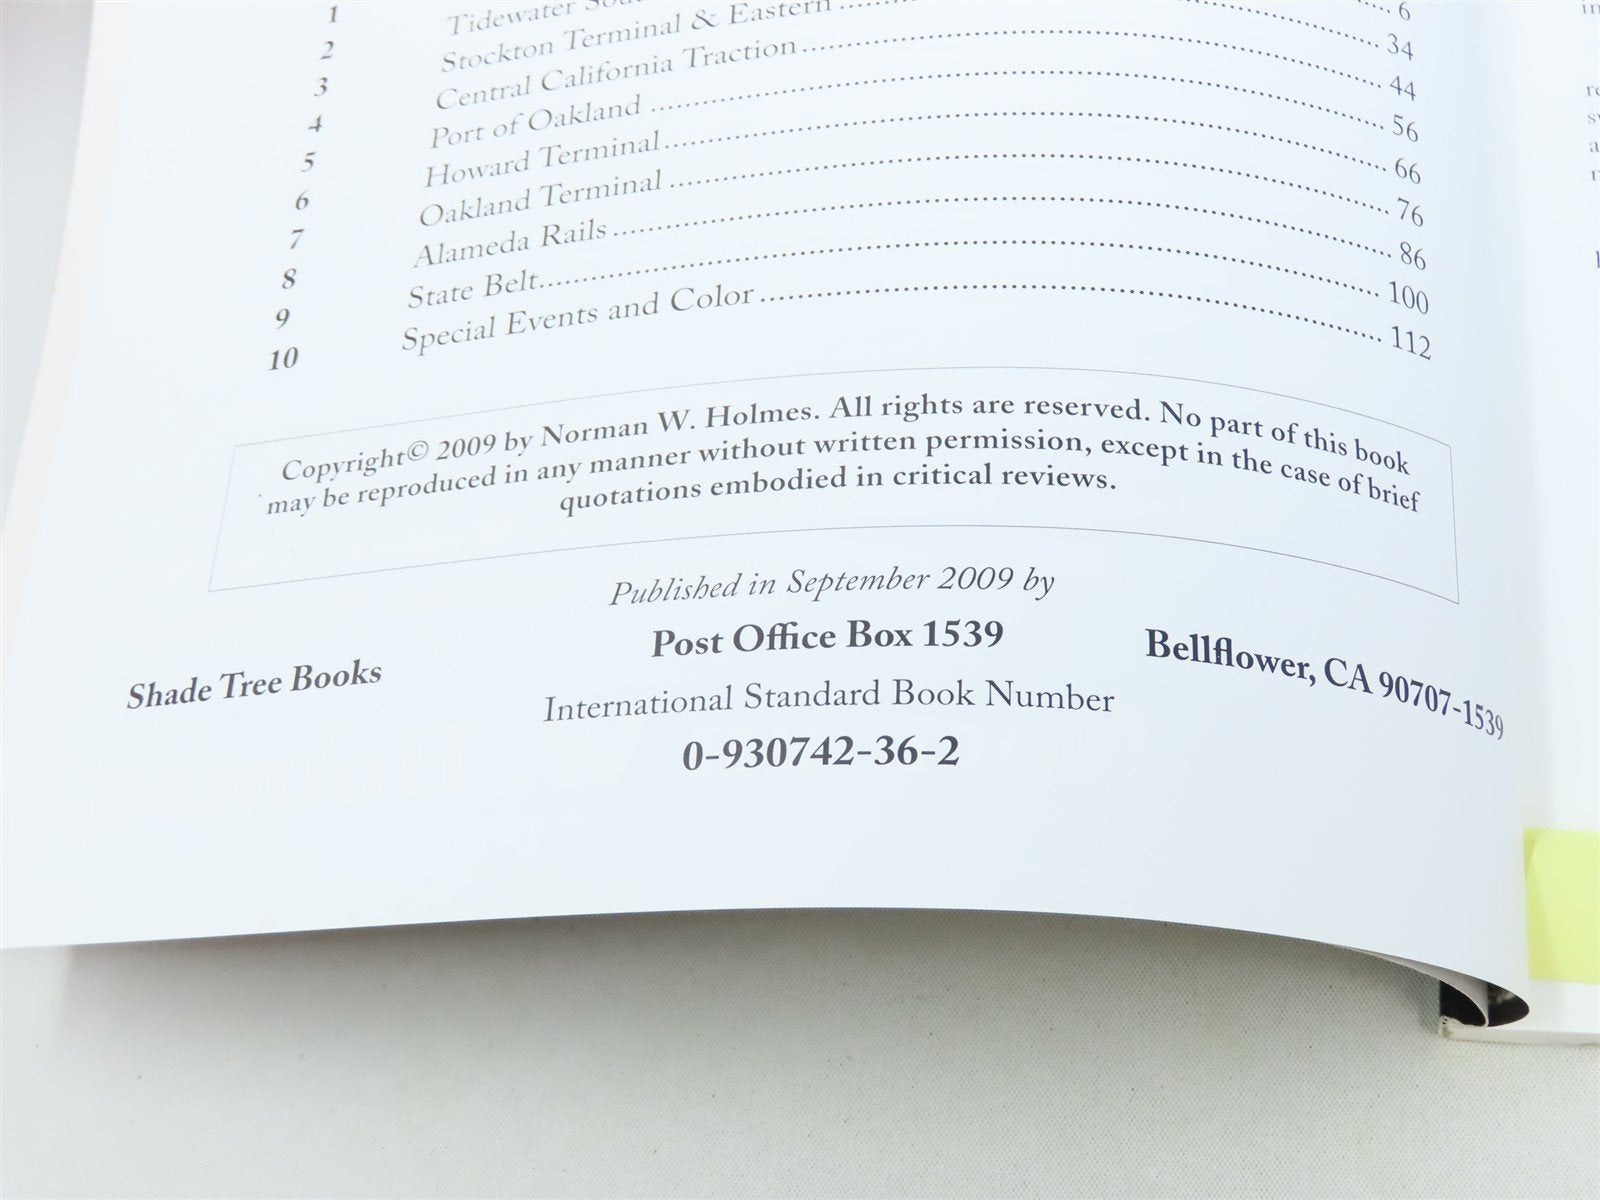 1
2 Tidewater ..... 6
3 Stockton Terminal & Eastern ..... 34
4 Central California Traction ..... 44
5 Port of Oakland ..... 56
6 Howard Terminal ..... 66
7 Oakland Terminal ..... 76
8 Alameda Rails ..... 86
9 State Belt ..... 100
10 Special Events and Color ..... 112
Copyright© 2009 by Norman W. Holmes. All rights are reserved. No part of this book
may be reproduced in any manner without written permission, except in the case of brief
quotations embodied in critical reviews.
Published in September 2009 by
Shade Tree Books Post Office Box 1539 Bellflower, CA 90707-1539
International Standard Book Number
0-930742-36-2